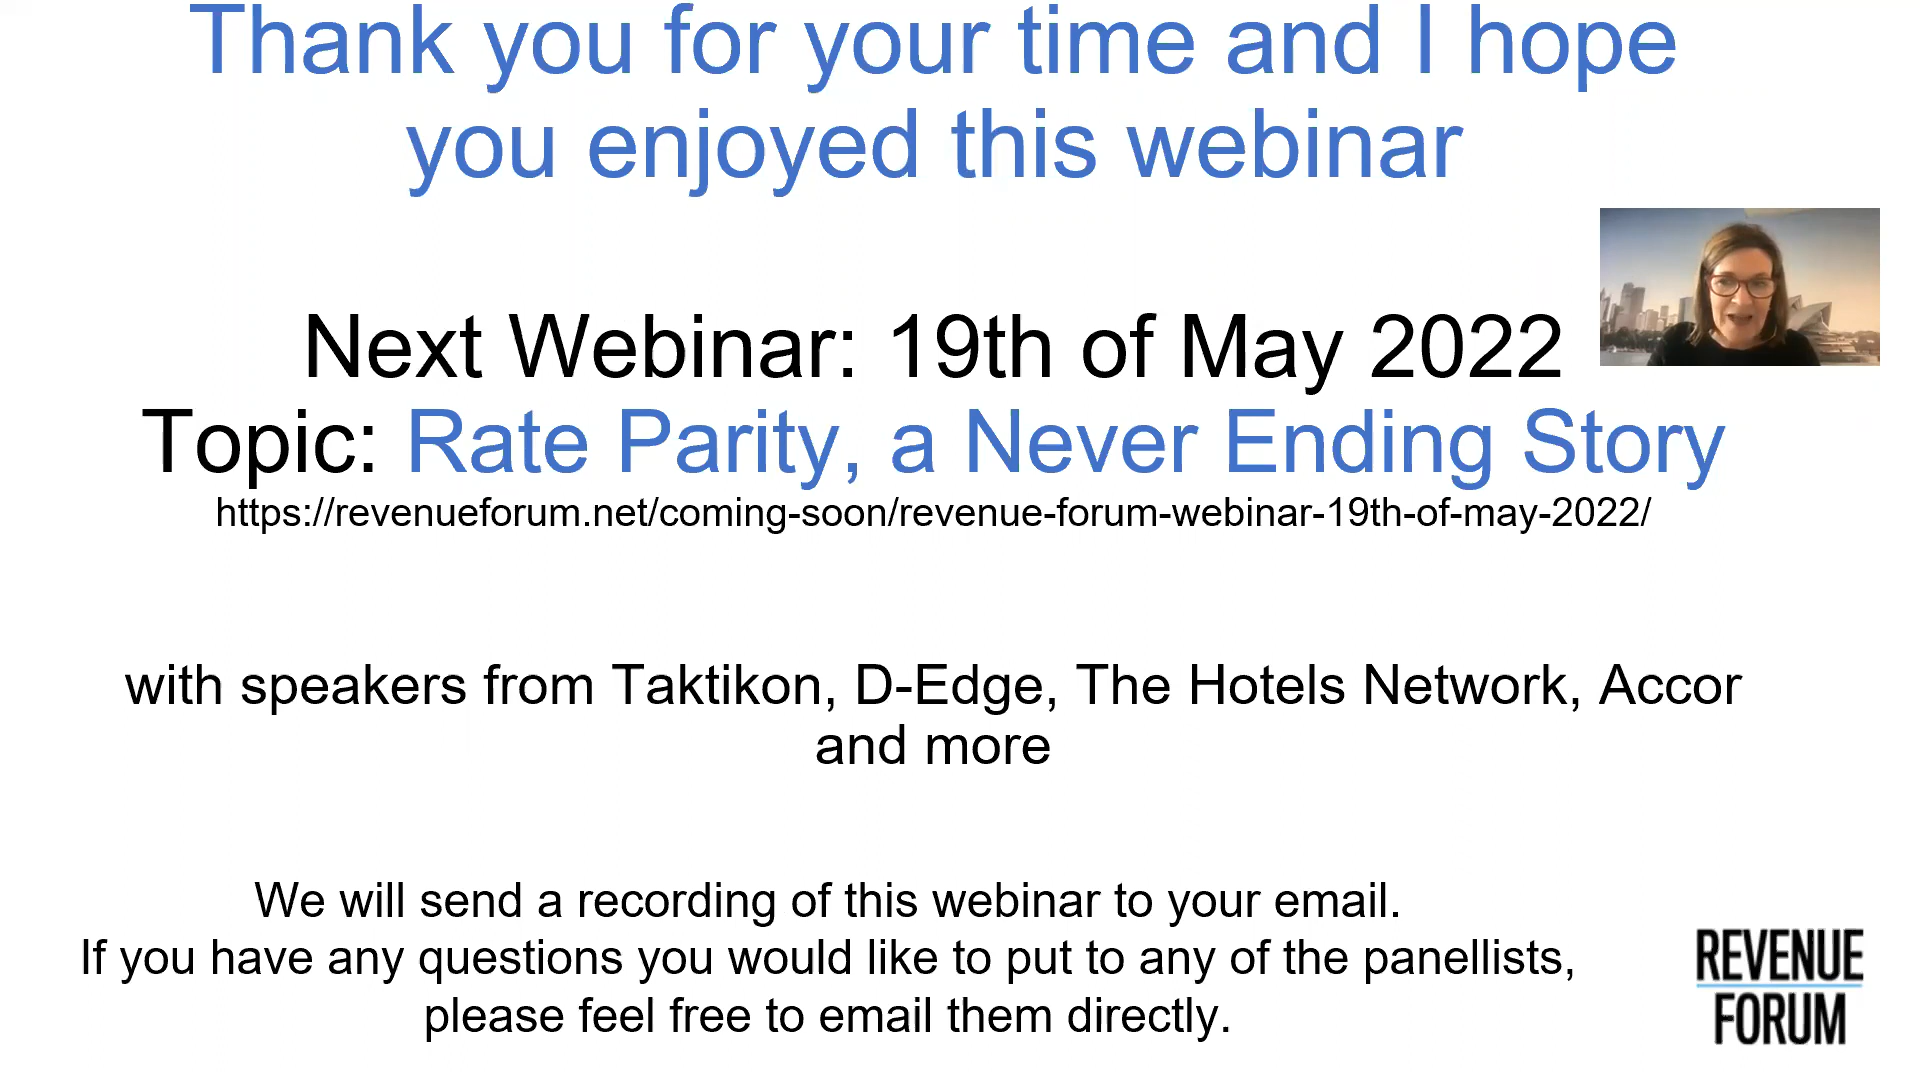 Thank you for your time and I hope
you enjoyed this webinar
Next Webinar: 19th of May 2022
Topic: Rate Parity, a Never Ending Story
https://revenueforum.net/coming-soon/revenue-forum-webinar-19th-of-may-2022/
with speakers from Taktikon, D-Edge, The Hotels Network, Accor
and more
We will send a recording of this webinar to your email.
If you have any questions you would like to put to any of the panellists,
please feel free to email them directly.
REVENUE
FORUM